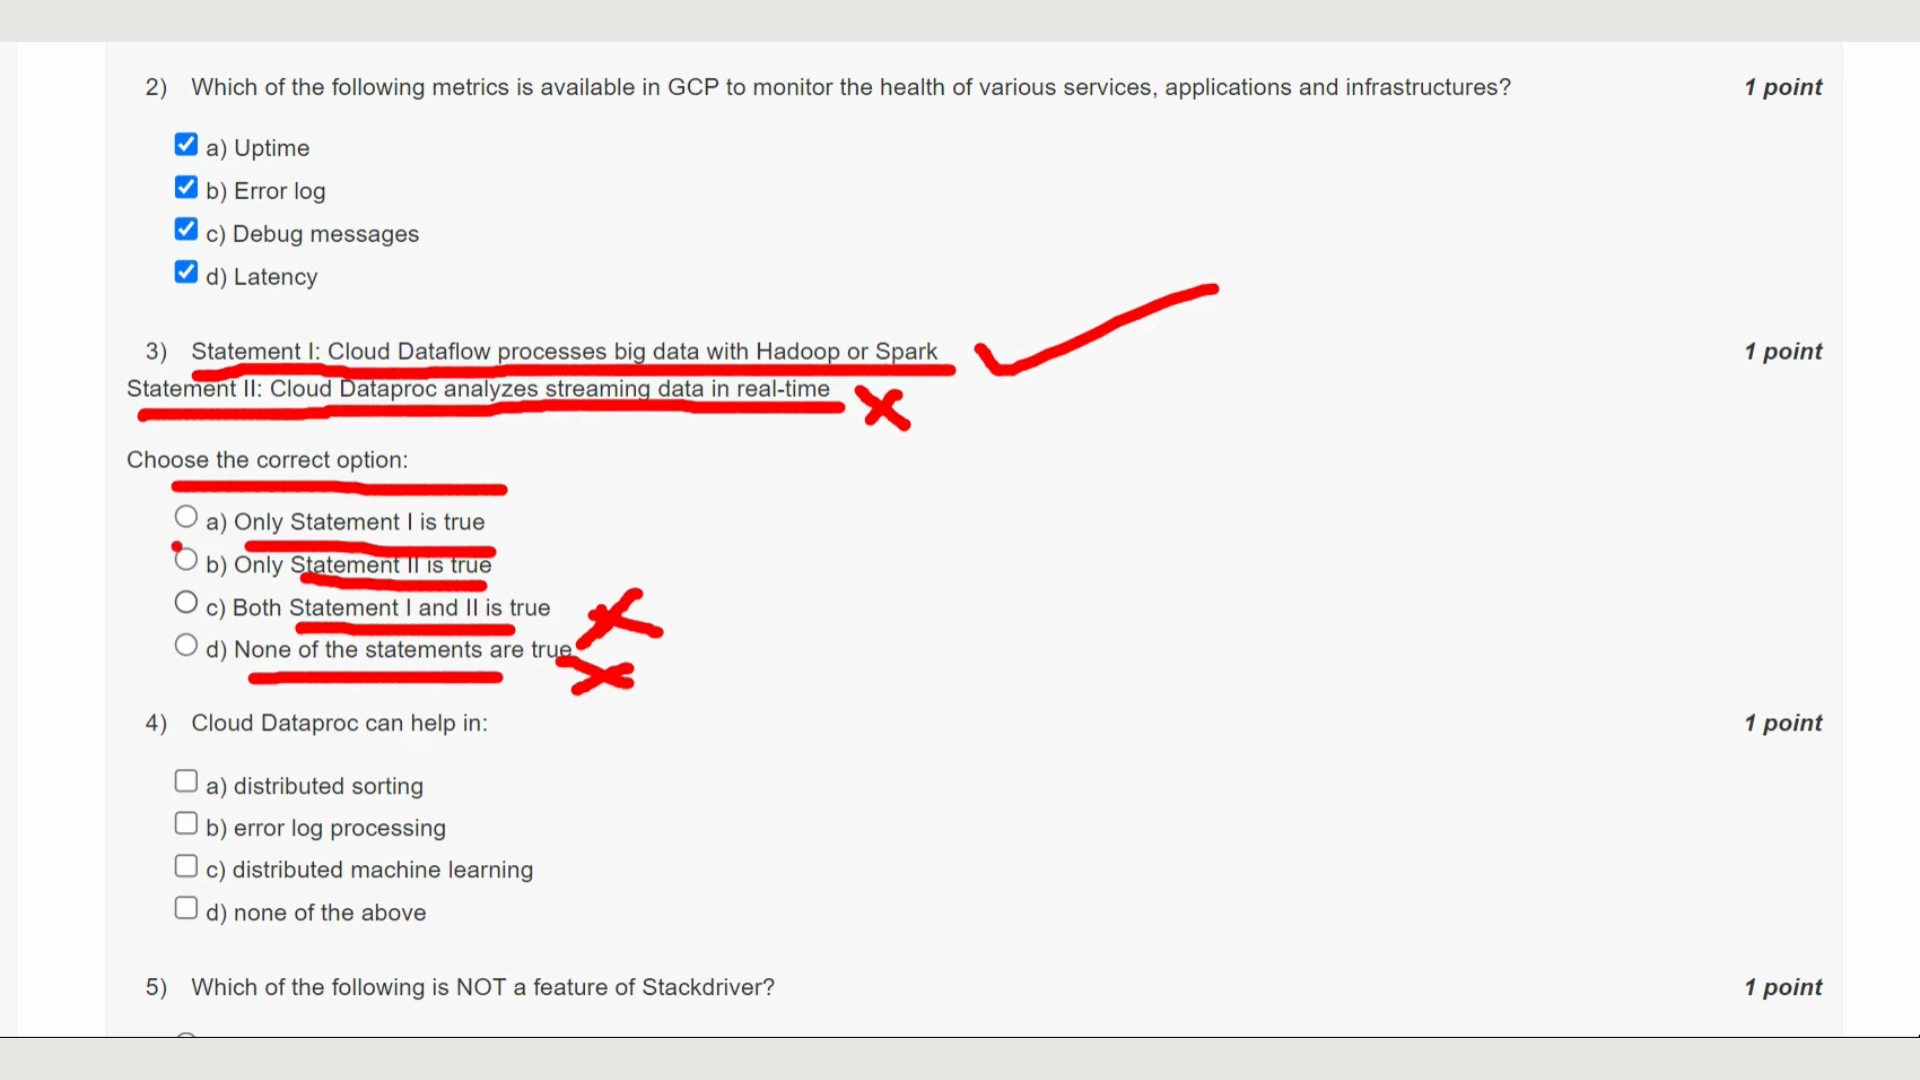 2) Which of the following metrics is available in GCP to monitor the health of various services, applications and infrastructures? 1 point
a) Uptime
b) Error log
c) Debug messages
d) Latency
3) Statement I: Cloud Dataflow processes big data with Hadoop or Spark 1 point
Statement II: Cloud Dataproc analyzes streaming data in real-time
Choose the correct option:
a) Only Statement I is true
b) Only Statement II is true
c) Both Statement I and II is true
d) None of the statements are true
4) Cloud Dataproc can help in: 1 point
a) distributed sorting
b) error log processing
c) distributed machine learning
d) none of the above
5) Which of the following is NOT a feature of Stackdriver? 1 point